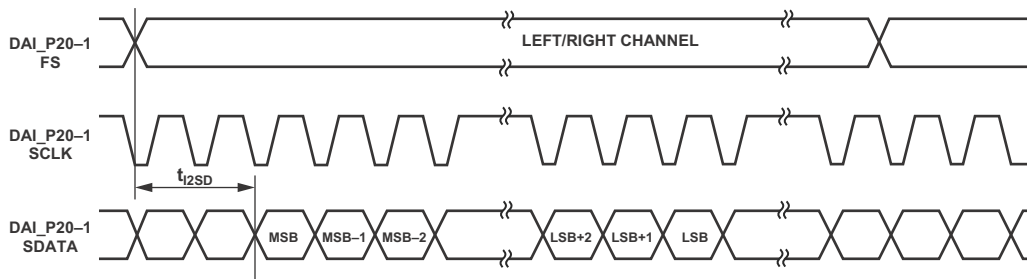 DAI_P20–1
FS
LEFT/RIGHT CHANNEL
DAI_P20–1
SCLK
tI2SD
DAI_P20–1
SDATA
MSB
MSB–1
MSB–2
LSB+2
LSB+1
LSB